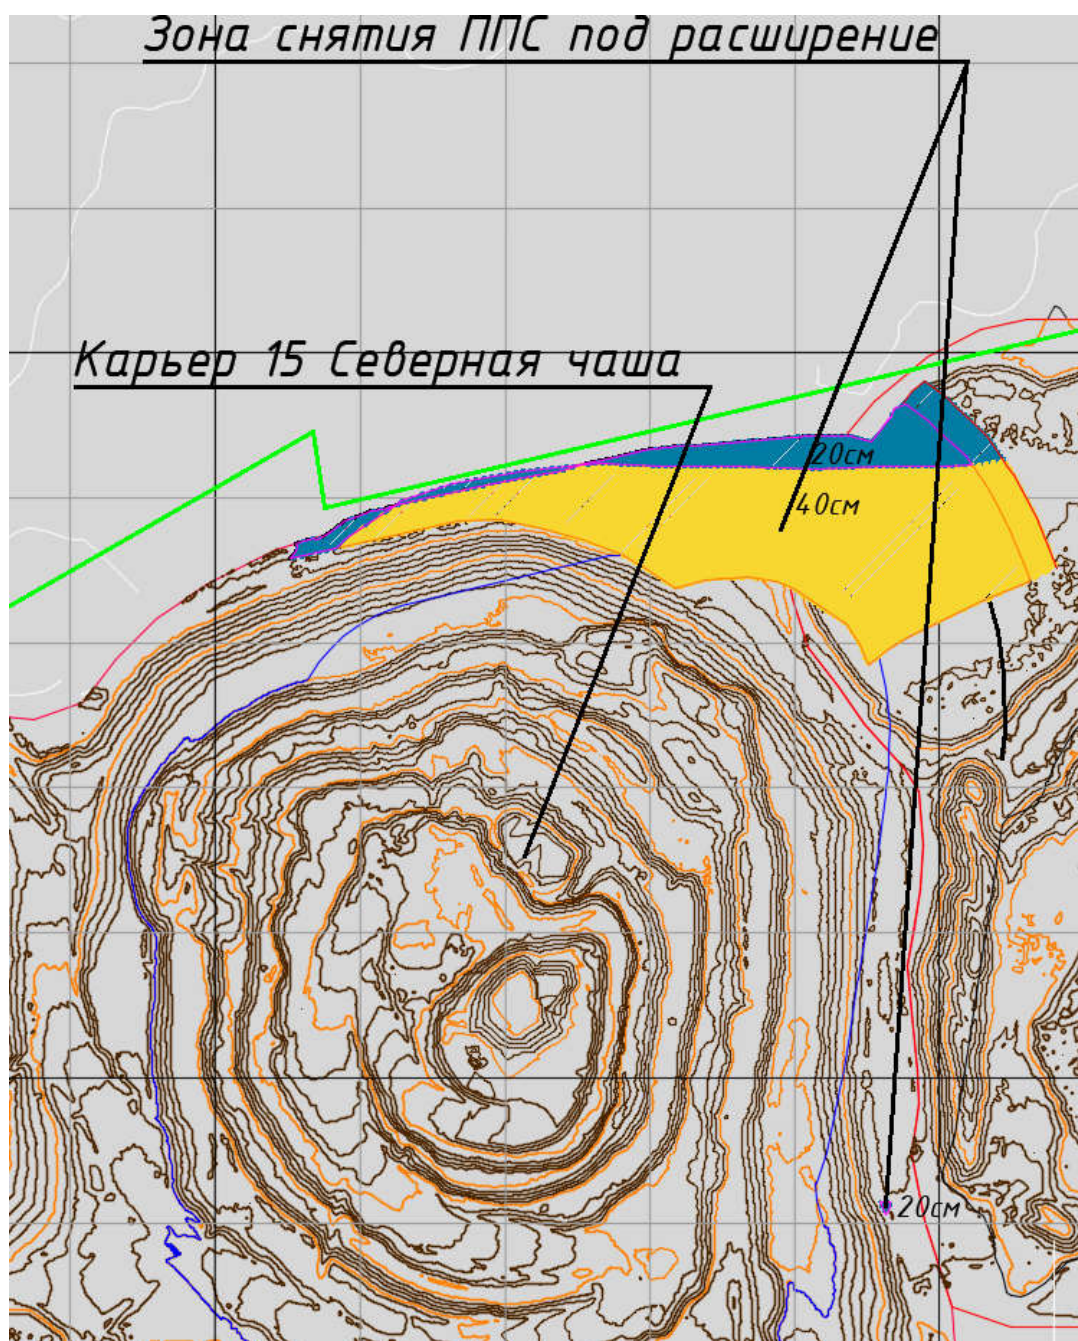 Зона снятия ППС под расширение
Карьер 15 Северная чаша
20см
40см
20см